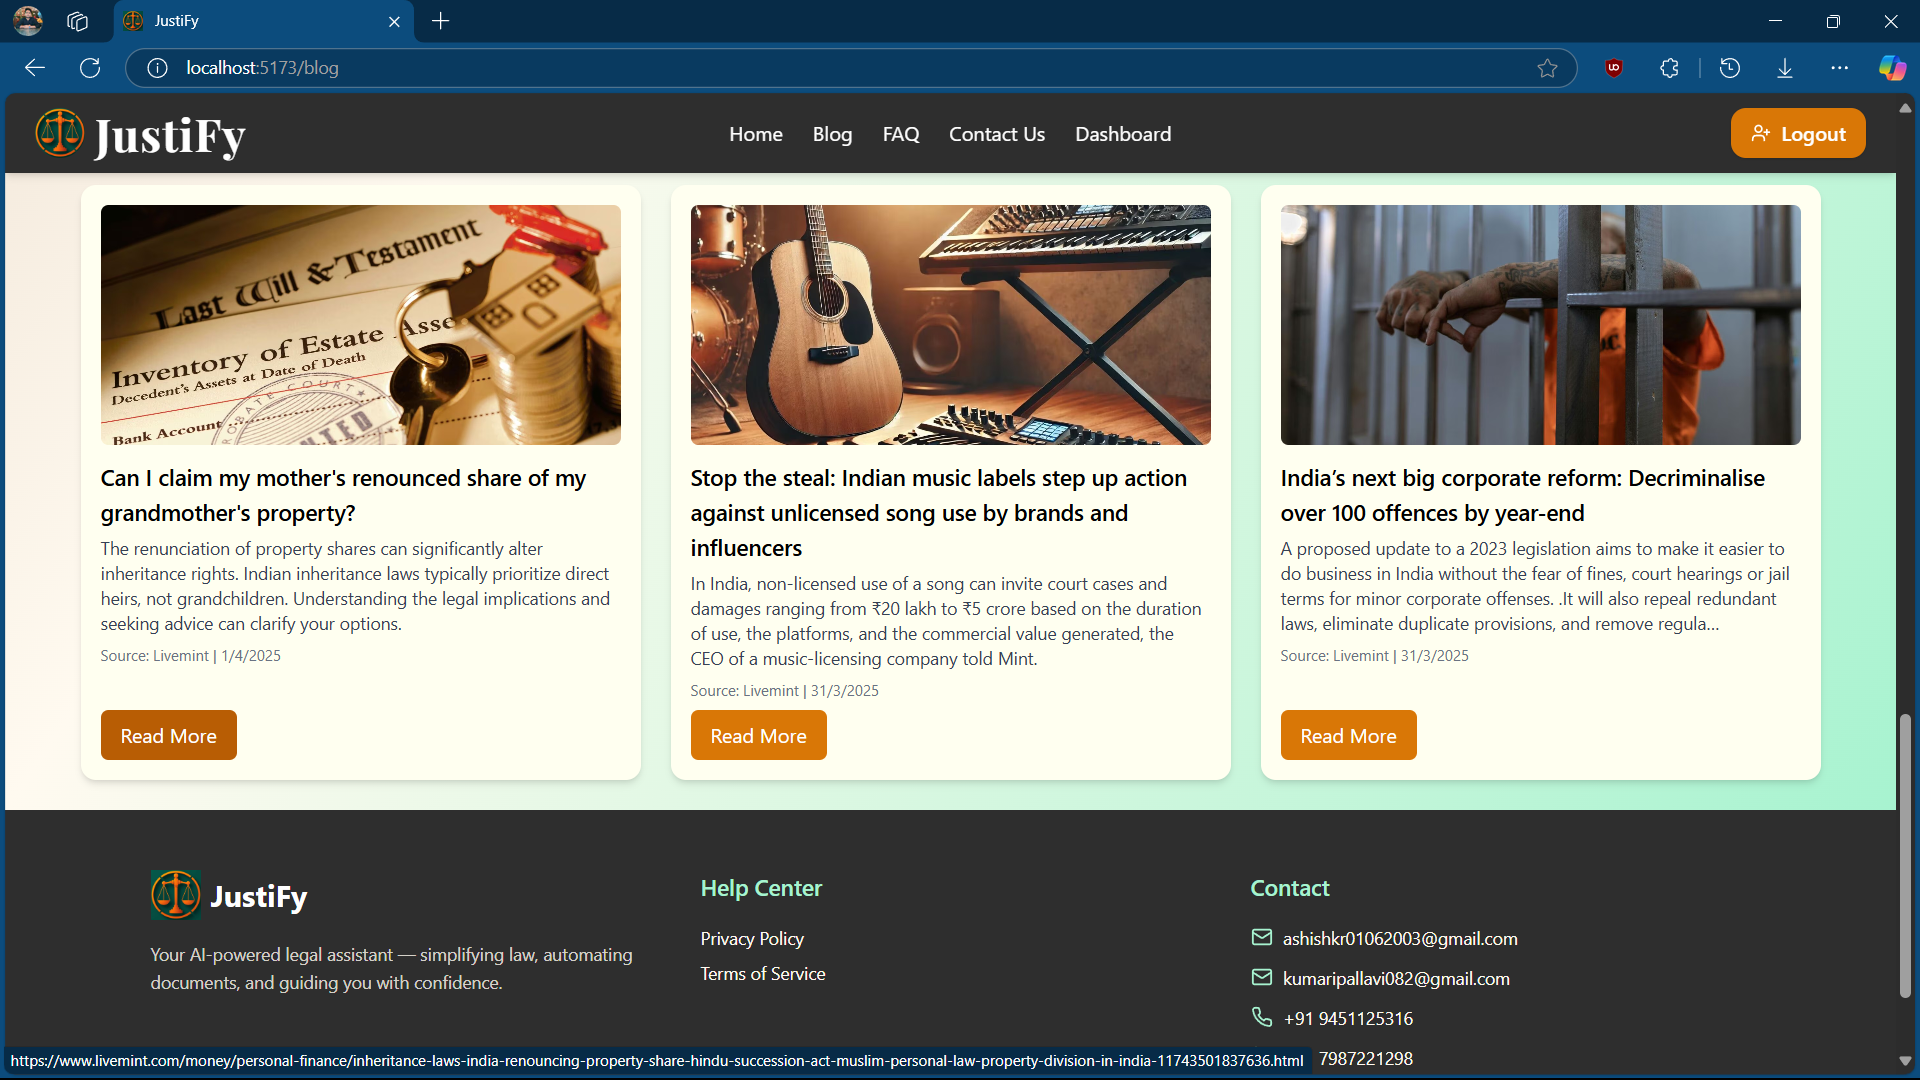 JustiFy
localhost:5173/blog
JustiFy
Home
Blog
FAQ
Contact Us
Dashboard
Logout
Last Will & Testament
Inventory of Estate Asse
Decedent's Assets at Date of Death
Bank Account
Can I claim my mother's renounced share of my
grandmother's property?
The renunciation of property shares can significantly alter
inheritance rights. Indian inheritance laws typically prioritize direct
heirs, not grandchildren. Understanding the legal implications and
seeking advice can clarify your options.
Source: Livemint | 1/4/2025
Read More
Stop the steal: Indian music labels step up action
against unlicensed song use by brands and
influencers
In India, non-licensed use of a song can invite court cases and
damages ranging from ₹20 lakh to ₹5 crore based on the duration
of use, the platforms, and the commercial value generated, the
CEO of a music-licensing company told Mint.
Source: Livemint | 31/3/2025
Read More
India’s next big corporate reform: Decriminalise
over 100 offences by year-end
A proposed update to a 2023 legislation aims to make it easier to
do business in India without the fear of fines, court hearings or jail
terms for minor corporate offenses. .It will also repeal redundant
laws, eliminate duplicate provisions, and remove regula...
Source: Livemint | 31/3/2025
Read More
JustiFy
Your AI-powered legal assistant — simplifying law, automating
documents, and guiding you with confidence.
Help Center
Privacy Policy
Terms of Service
Contact
ashishkr01062003@gmail.com
kumaripallavi082@gmail.com
+91 9451125316
7987221298
https://www.livemint.com/money/personal-finance/inheritance-laws-india-renouncing-property-share-hindu-succession-act-muslim-personal-law-property-division-in-india-11743501837636.html